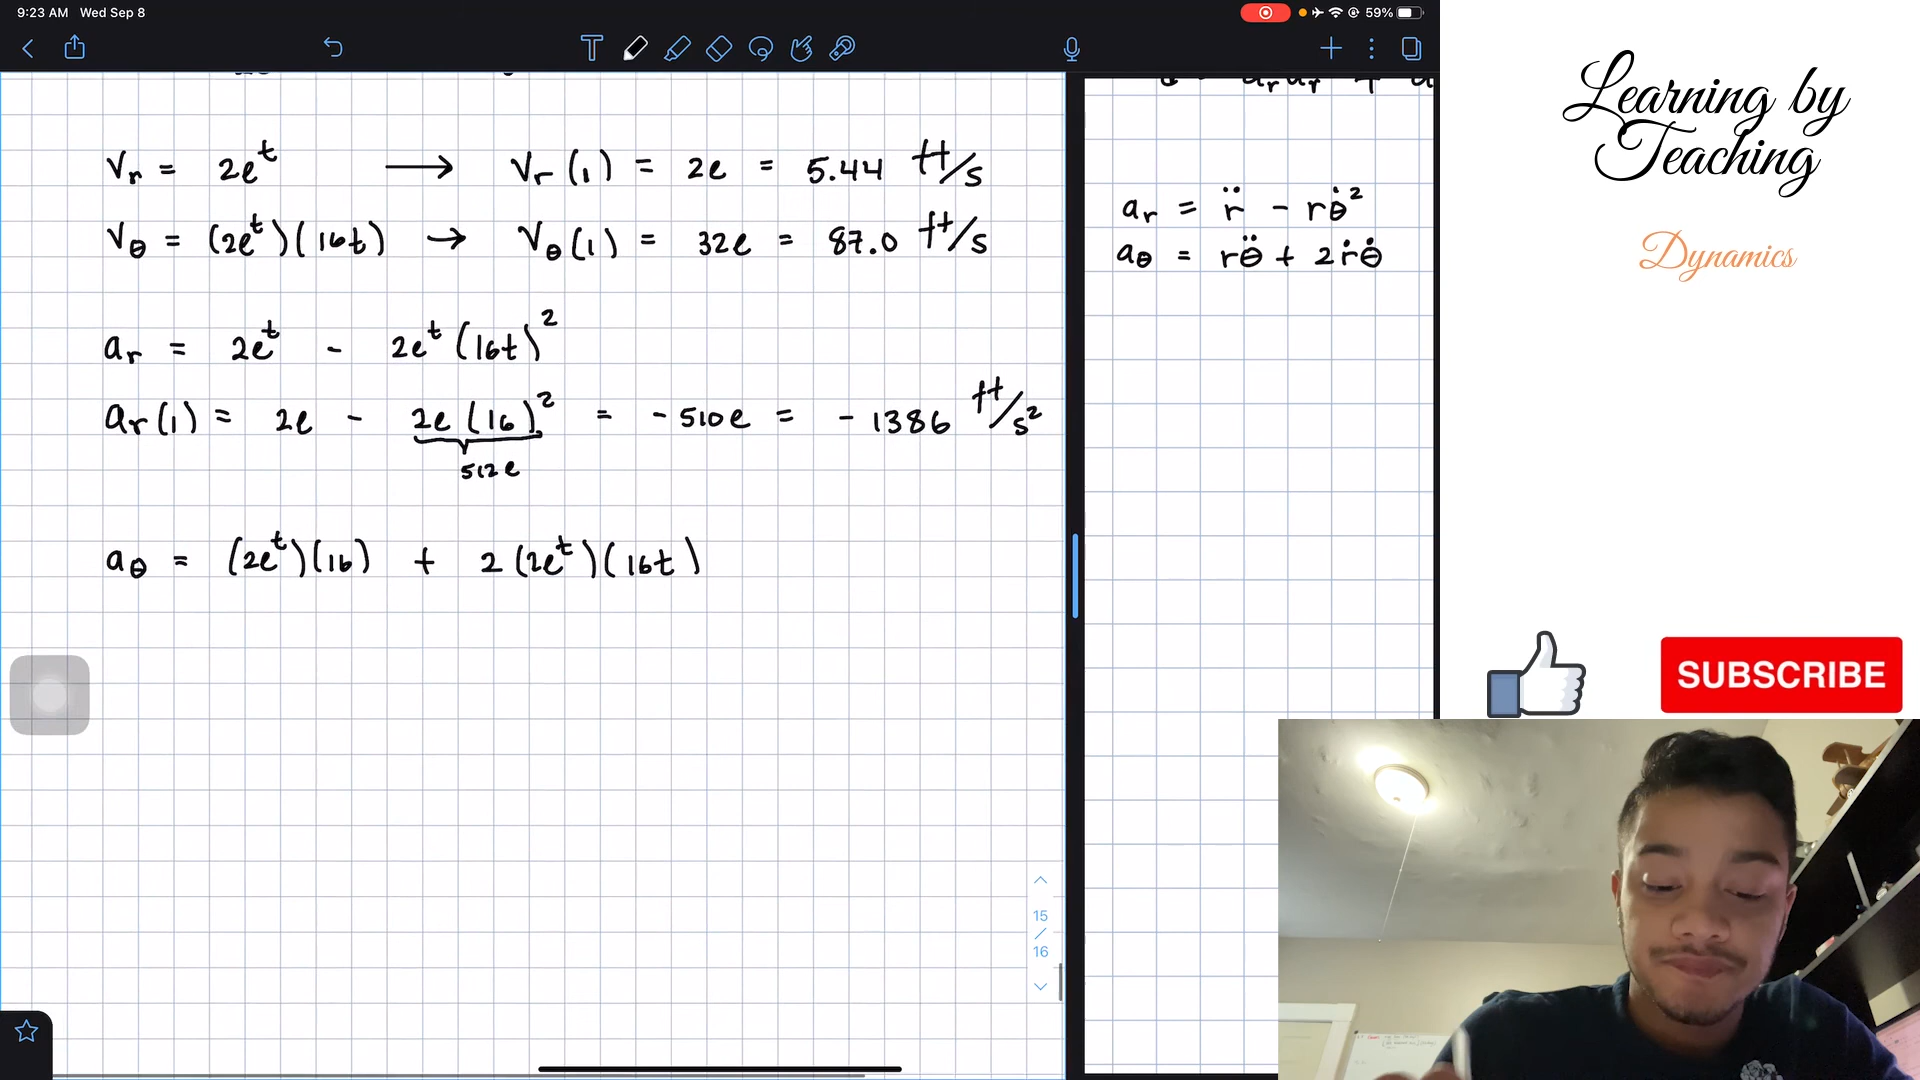 9:23 AM Wed Sep 8
59%
Vr = 2e^t → Vr (1) = 2e = 5.44 ft/s
Vθ = (2e^t)(16t) → Vθ (1) = 32e = 87.0 ft/s
ar = 2e^t - 2e^t (16t)^2
ar(1) = 2e - 2e (16)^2 = -510e = -1386 ft/s^2
512e
aθ = (2e^t)(16) + 2(2e^t)(16t)
15
/
16
ar = r̈ - rθ̇^2
aθ = rθ̈ + 2ṙθ̇
Learning by
Teaching
Dynamics
SUBSCRIBE